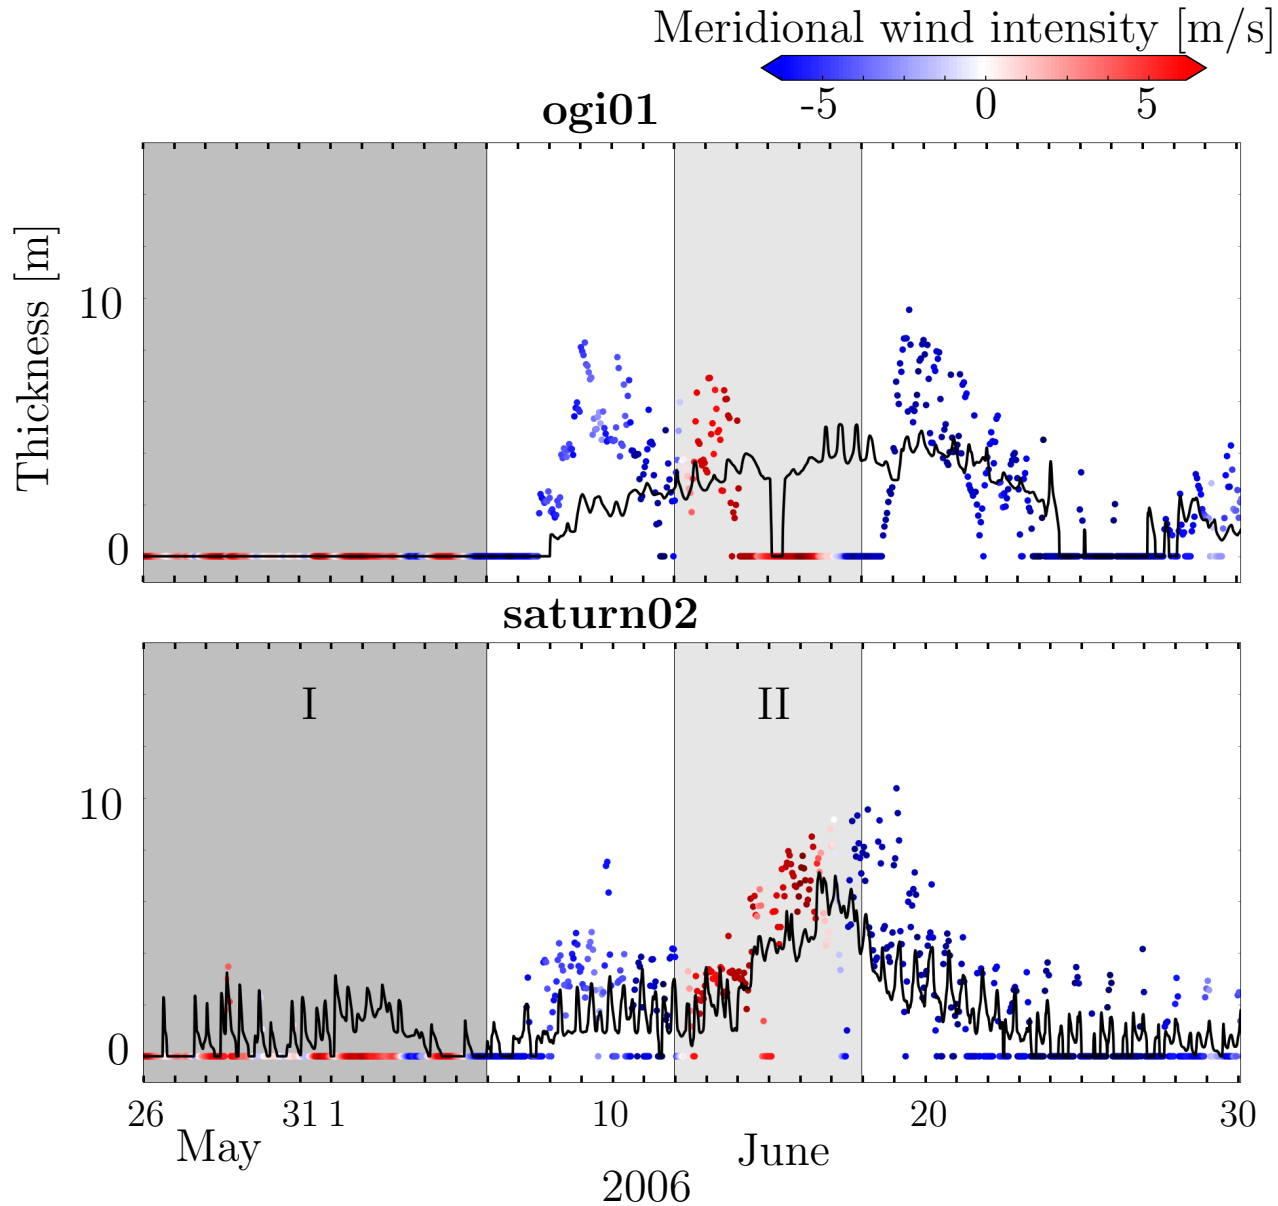 Meridional wind intensity [m/s]
-5 0 5
ogi01
Thickness [m]
10
0
saturn02
I II
10
0
26 31 1 10 20 30
May June
2006